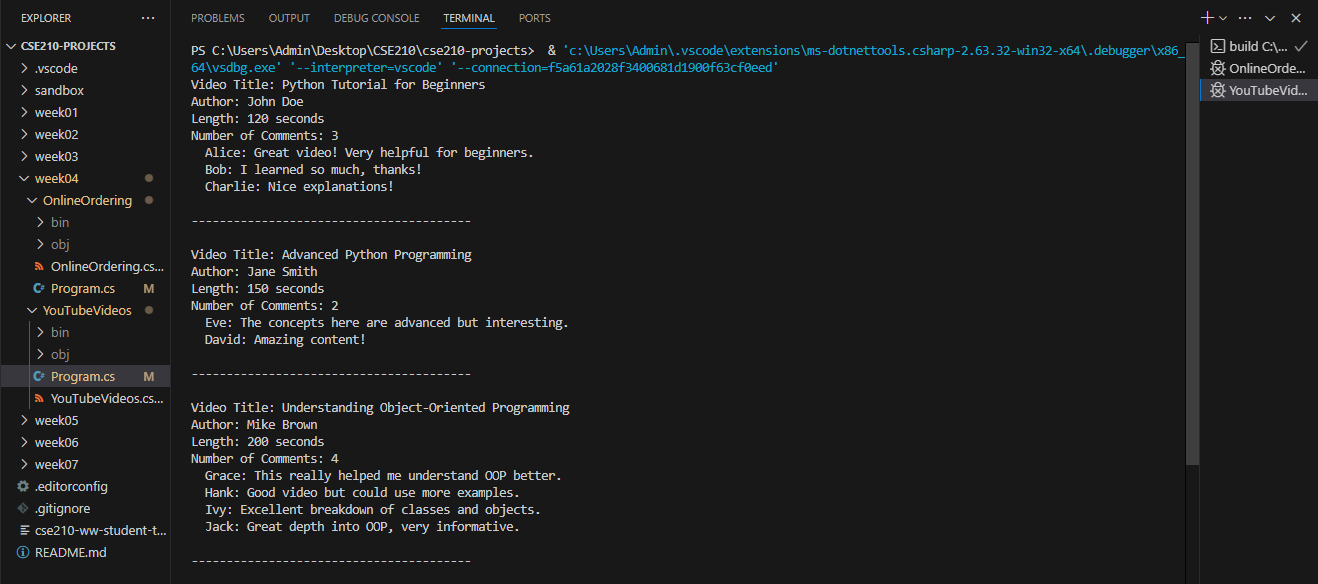 EXPLORER
CSE210-PROJECTS
.vscode
sandbox
week01
week02
week03
week04
OnlineOrdering
bin
obj
OnlineOrdering.cs...
Program.cs M
YouTubeVideos
bin
obj
Program.cs M
YouTubeVideos.cs...
week05
week06
week07
.editorconfig
.gitignore
cse210-ww-student-t...
README.md
PROBLEMS OUTPUT DEBUG CONSOLE TERMINAL PORTS
PS C:\Users\Admin\Desktop\CSE210\cse210-projects>  & 'c:\Users\Admin\.vscode\extensions\ms-dotnettools.csharp-2.63.32-win32-x64\.debugger\x86_
64\vsdbg.exe' '--interpreter=vscode' '--connection=f5a61a2028f3400681d1900f63cf0eed'
Video Title: Python Tutorial for Beginners
Author: John Doe
Length: 120 seconds
Number of Comments: 3
Alice: Great video! Very helpful for beginners.
Bob: I learned so much, thanks!
Charlie: Nice explanations!
----------------------------------------
Video Title: Advanced Python Programming
Author: Jane Smith
Length: 150 seconds
Number of Comments: 2
Eve: The concepts here are advanced but interesting.
David: Amazing content!
----------------------------------------
Video Title: Understanding Object-Oriented Programming
Author: Mike Brown
Length: 200 seconds
Number of Comments: 4
Grace: This really helped me understand OOP better.
Hank: Good video but could use more examples.
Ivy: Excellent breakdown of classes and objects.
Jack: Great depth into OOP, very informative.
----------------------------------------
build C:\...
OnlineOrde...
YouTubeVid...